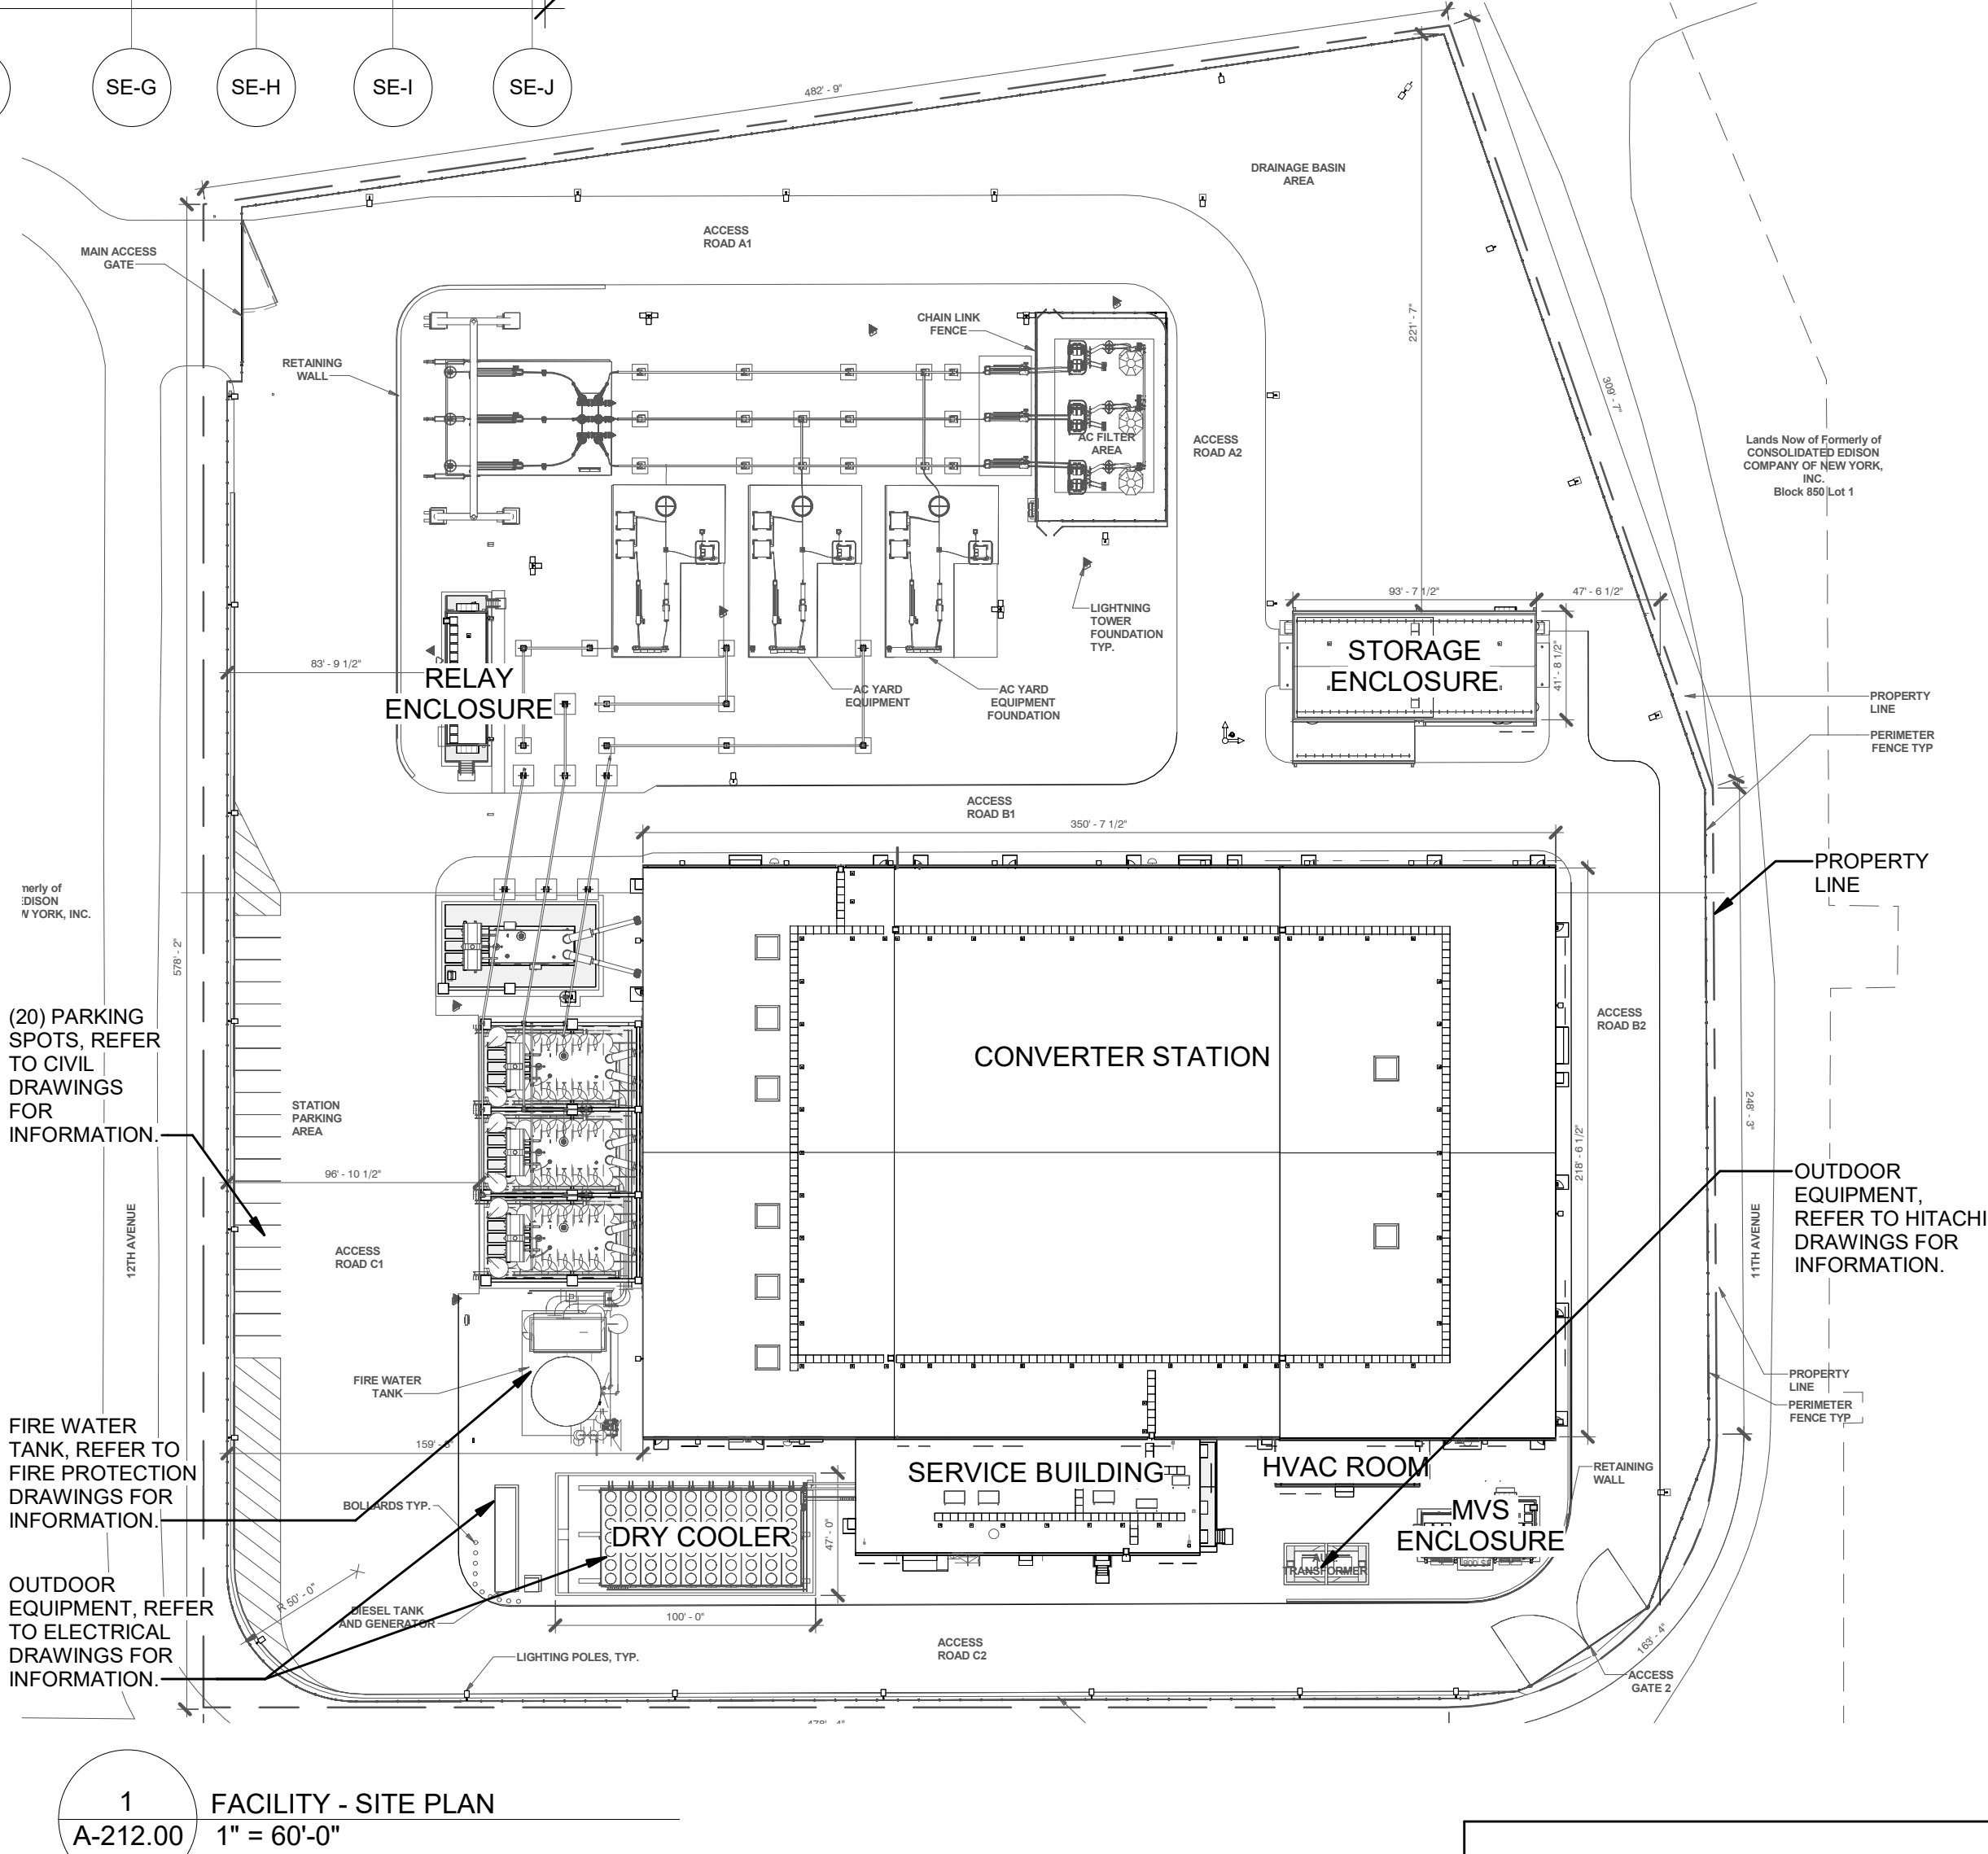 SE-G
SE-H
SE-I
SE-J
482' - 9"
DRAINAGE BASIN
AREA
ACCESS
ROAD A1
MAIN ACCESS
GATE
CHAIN LINK
FENCE
221' - 7"
RETAINING
WALL
309' - 7"
AC FILTER
AREA
ACCESS
ROAD A2
Lands Now of Formerly of
CONSOLIDATED EDISON
COMPANY OF NEW YORK,
INC.
Block 850 Lot 1
93' - 7 1/2"
47' - 6 1/2"
LIGHTNING
TOWER
FOUNDATION
TYP.
STORAGE
ENCLOSURE
41' - 8 1/2"
83' - 9 1/2"
RELAY
ENCLOSURE
AC YARD
EQUIPMENT
AC YARD
EQUIPMENT
FOUNDATION
PROPERTY
LINE
PERIMETER
FENCE TYP
ACCESS
ROAD B1
350' - 7 1/2"
PROPERTY
LINE
merly of
EDISON
W YORK, INC.
578' - 2"
(20) PARKING
SPOTS, REFER
TO CIVIL
DRAWINGS
FOR
INFORMATION.
ACCESS
ROAD B2
CONVERTER STATION
STATION
PARKING
AREA
248' - 3"
218' - 6 1/2"
96' - 10 1/2"
OUTDOOR
EQUIPMENT,
REFER TO HITACHI
DRAWINGS FOR
INFORMATION.
12TH AVENUE
11TH AVENUE
ACCESS
ROAD C1
FIRE WATER
TANK
PROPERTY
LINE
PERIMETER
FENCE TYP
FIRE WATER
TANK, REFER TO
FIRE PROTECTION
DRAWINGS FOR
INFORMATION.
SERVICE BUILDING
HVAC ROOM
RETAINING
WALL
BOLLARDS TYP.
DRY COOLER
47' - 0"
MVS
ENCLOSURE
TRANSFORMER
OUTDOOR
EQUIPMENT, REFER
TO ELECTRICAL
DRAWINGS FOR
INFORMATION.
R 50' - 0"
DIESEL TANK
AND GENERATOR
100' - 0"
LIGHTING POLES, TYP.
ACCESS
ROAD C2
163' - 4"
ACCESS
GATE 2
1
A-212.00
FACILITY - SITE PLAN
1" = 60'-0"